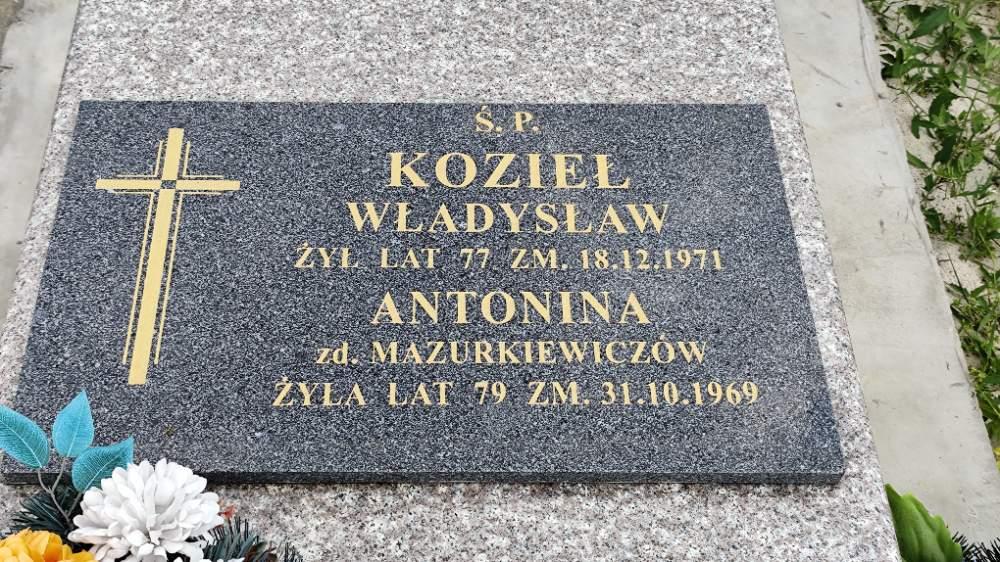 Ś. P.
KOZIEŁ
WŁADYSŁAW
ŻYŁ LAT 77 ZM. 18.12.1971
ANTONINA
zd. MAZURKIEWICZÓW
ŻYŁA LAT 79 ZM. 31.10.1969